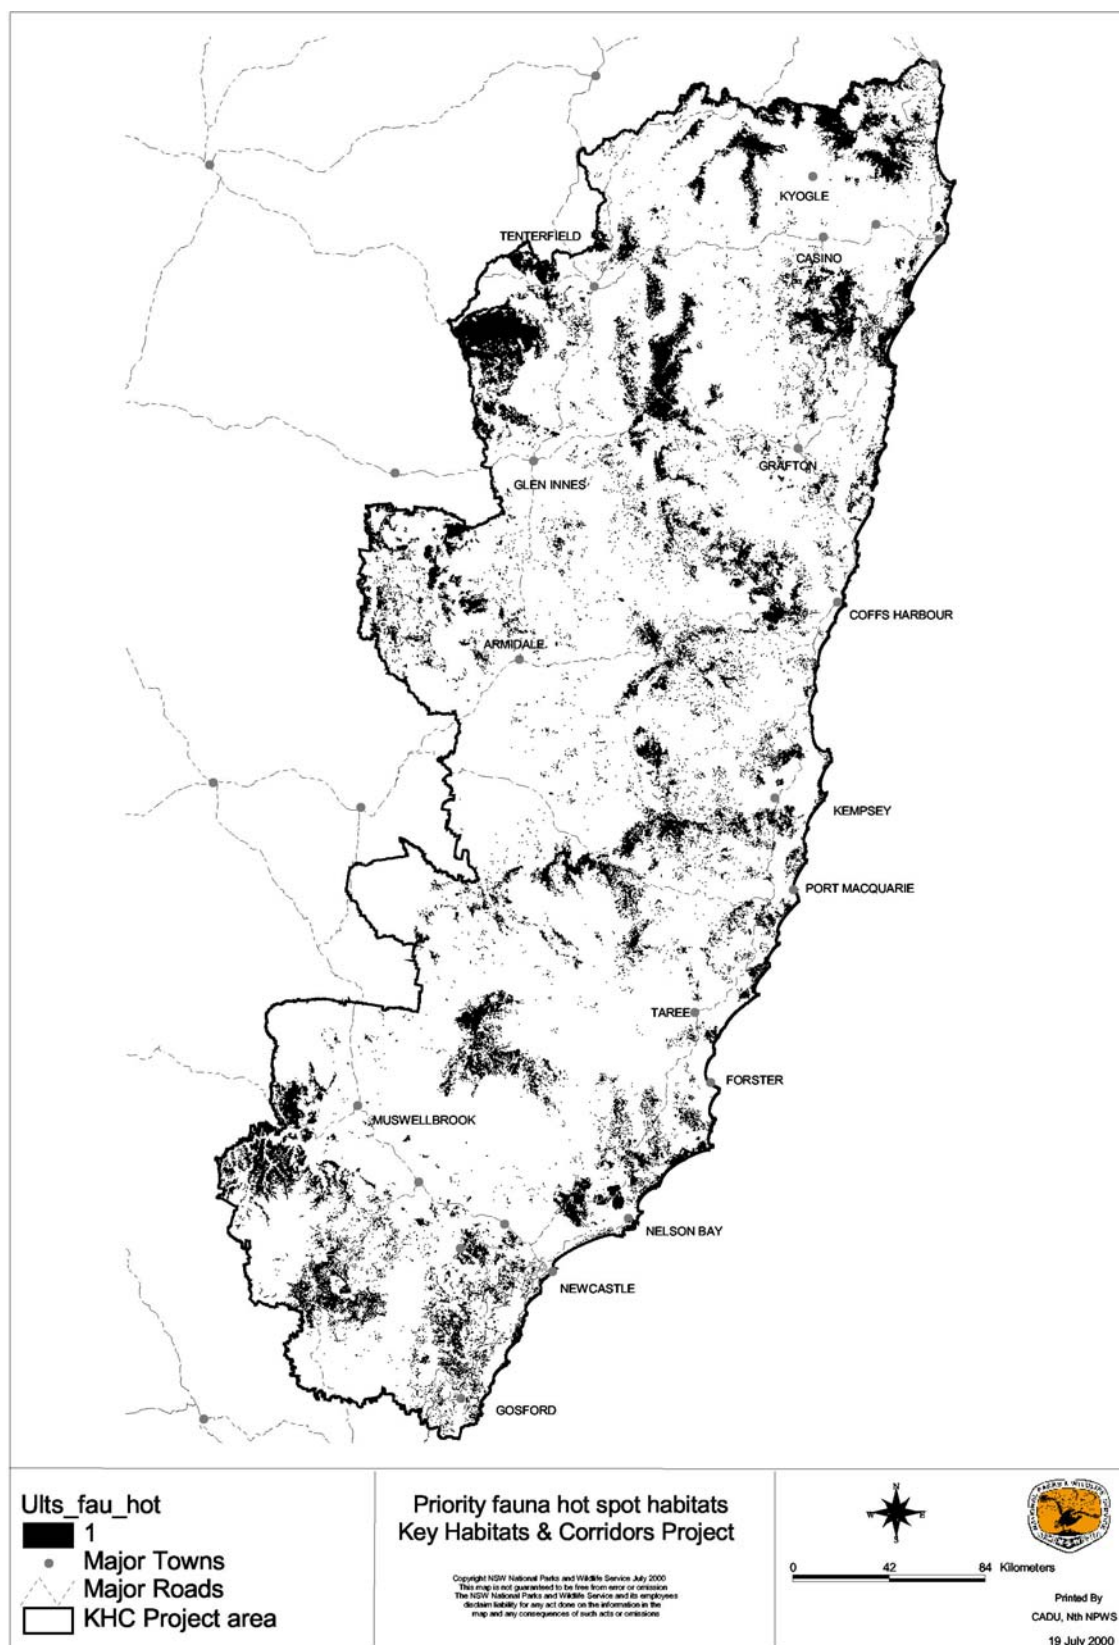 KYOGLE
TENTERFIELD
CASINO
GRAFTON
GLEN INNES
COFFS HARBOUR
ARMIDALE
KEMPSEY
PORT MACQUARIE
TAREE
FORSTER
MUSWELLBROOK
NELSON BAY
NEWCASTLE
GOSFORD
Ults_fau_hot
1
Major Towns
Major Roads
KHC Project area
Priority fauna hot spot habitats
Key Habitats & Corridors Project
Copyright NSW National Parks and Wildlife Service July 2000
This map is not guaranteed to be free from error or omission
The NSW National Parks and Wildlife Service and its employees
disclaim liability for any act done on the information in the
map and any consequences of such acts or omissions
N
W E
S
0 42 84 Kilometers
Printed By
CADU, Nth NPWS
19 July 2000